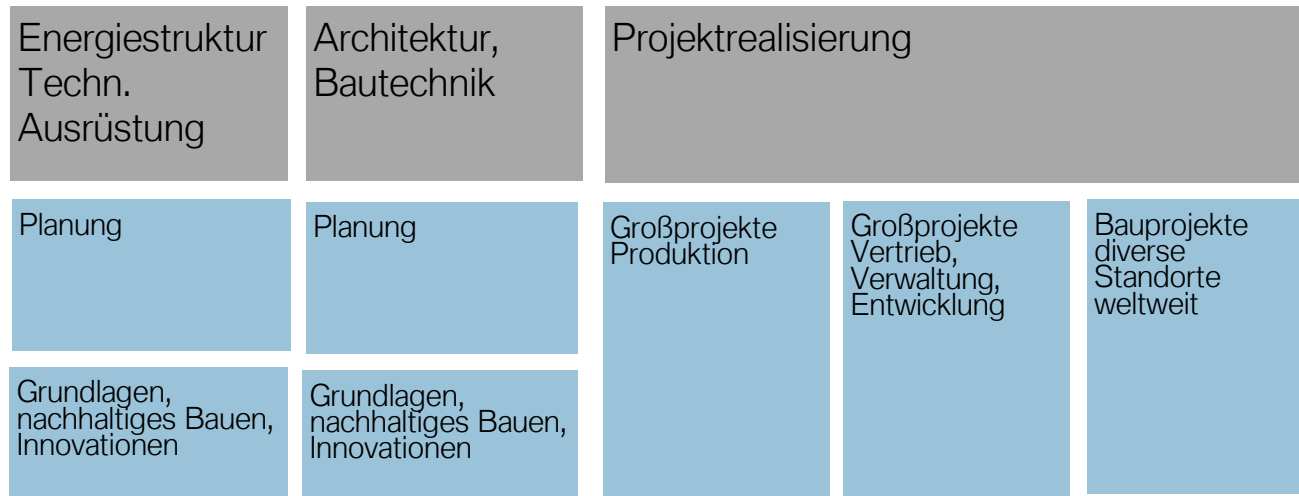 Energiestruktur
Techn.
Ausrüstung
Architektur,
Bautechnik
Projektrealisierung
Planung
Planung
Großprojekte
Produktion
Großprojekte
Vertrieb,
Verwaltung,
Entwicklung
Bauprojekte
diverse
Standorte
weltweit
Grundlagen,
nachhaltiges Bauen,
Innovationen
Grundlagen,
nachhaltiges Bauen,
Innovationen